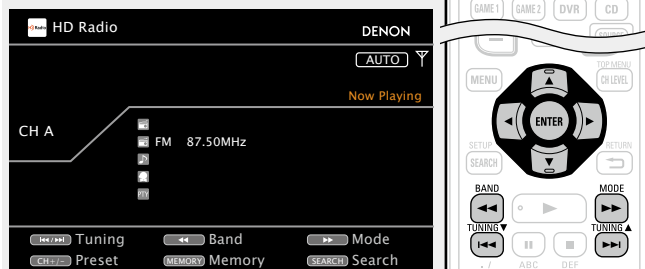 HD Radio HD Radio
DENON
AUTO
Now Playing
CH A
FM 87.50MHz
PTY
Tuning
Band
Mode
CH+/- Preset
MEMORY Memory
SEARCH Search
GAME1 GAME2 DVR CD
SOURCE
TOP MENU
MENU
CH LEVEL
ENTER
SETUP
RETURN
SEARCH
BAND
MODE
TUNING▼
TUNING▲
./ ABC DEF